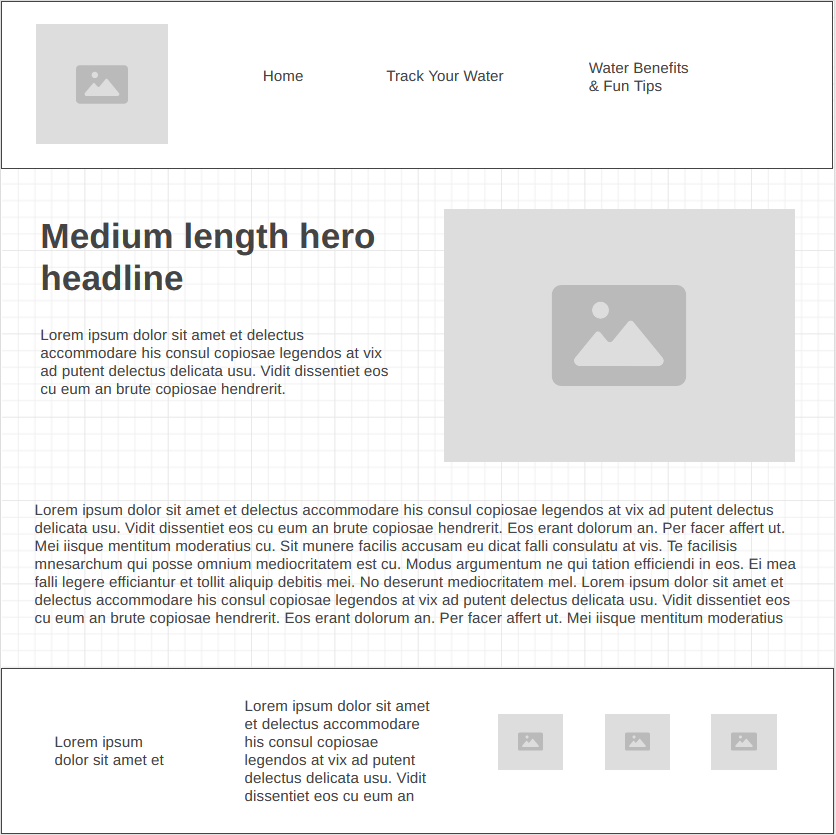 Home
Track Your Water
Water Benefits
& Fun Tips
Medium length hero
headline
Lorem ipsum dolor sit amet et delectus
accommodare his consul copiosae legendos at vix
ad putent delectus delicata usu. Vidit dissentiet eos
cu eum an brute copiosae hendrerit.
Lorem ipsum dolor sit amet et delectus accommodare his consul copiosae legendos at vix ad putent delectus
delicata usu. Vidit dissentiet eos cu eum an brute copiosae hendrerit. Eos erant dolorum an. Per facer affert ut.
Mei iisque mentitum moderatius cu. Sit munere facilis accusam eu dicat falli consulatu at vis. Te facilisis
mnesarchum qui posse omnium mediocritatem est cu. Modus argumentum ne qui tation efficiendi in eos. Ei mea
falli legere efficiantur et tollit aliquip debitis mei. No deserunt mediocritatem mel. Lorem ipsum dolor sit amet et
delectus accommodare his consul copiosae legendos at vix ad putent delectus delicata usu. Vidit dissentiet eos
cu eum an brute copiosae hendrerit. Eos erant dolorum an. Per facer affert ut. Mei iisque mentitum moderatius
Lorem ipsum
dolor sit amet et
Lorem ipsum dolor sit amet
et delectus accommodare
his consul copiosae
legendos at vix ad putent
delectus delicata usu. Vidit
dissentiet eos cu eum an